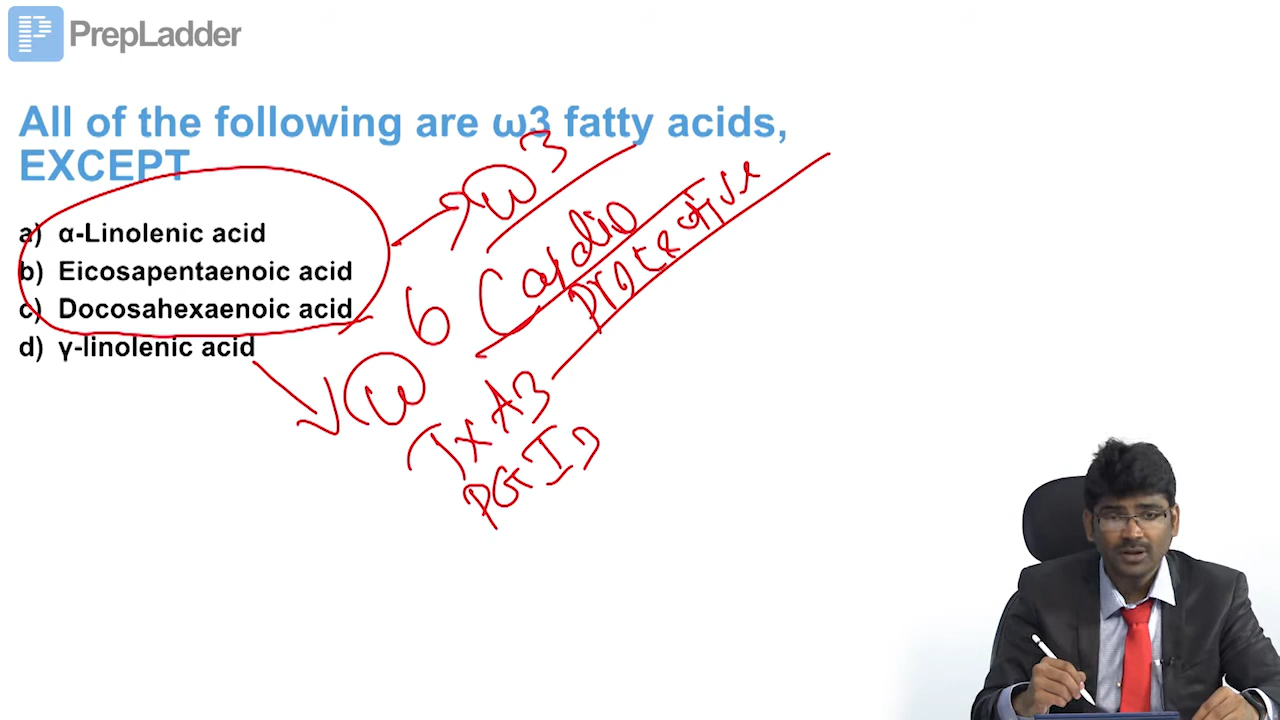 PrepLadder
All of the following are ω3 fatty acids,
EXCEPT
a) α-Linolenic acid
b) Eicosapentaenoic acid
c) Docosahexaenoic acid
d) γ-linolenic acid
ω3
Cardio
protective
ω6
TxA3
PGI3